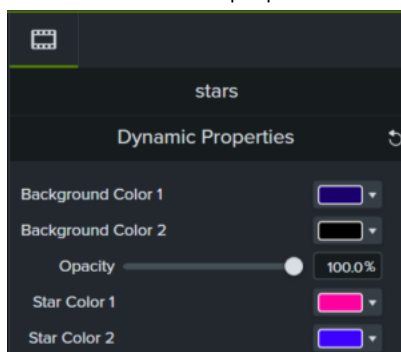 stars
Dynamic Properties
Background Color 1
Background Color 2
Opacity 100.0%
Star Color 1
Star Color 2